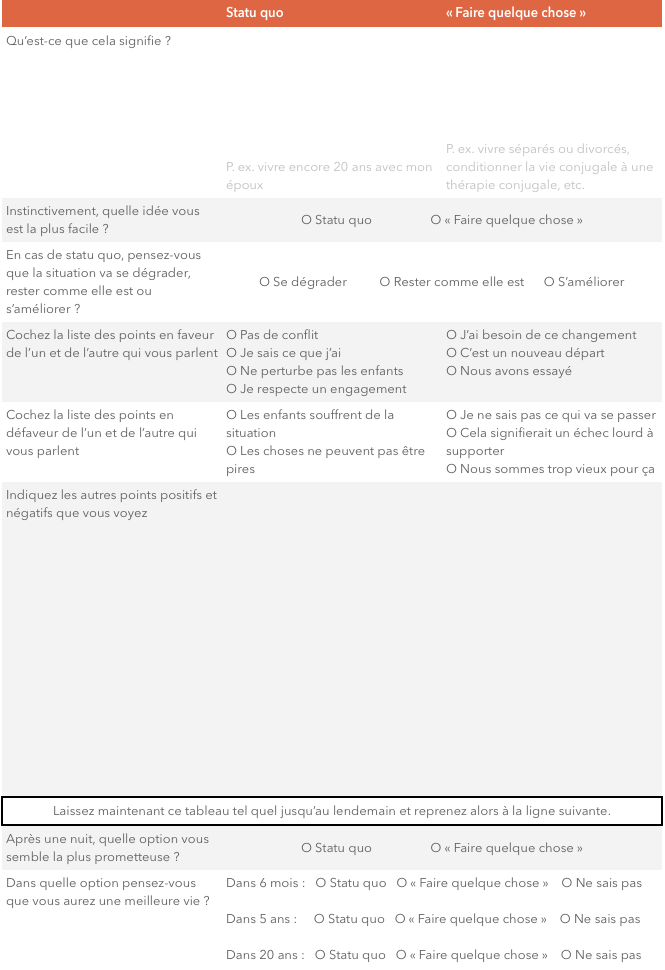 Statu quo « Faire quelque chose »
Qu’est-ce que cela signifie ?
P. ex. vivre encore 20 ans avec mon
époux
P. ex. vivre séparés ou divorcés,
conditionner la vie conjugale à une
thérapie conjugale, etc.
Instinctivement, quelle idée vous
est la plus facile ?
O Statu quo O « Faire quelque chose »
En cas de statu quo, pensez-vous
que la situation va se dégrader,
rester comme elle est ou
s’améliorer ?
O Se dégrader O Rester comme elle est O S’améliorer
Cochez la liste des points en faveur
de l’un et de l’autre qui vous parlent
O Pas de conflit
O Je sais ce que j’ai
O Ne perturbe pas les enfants
O Je respecte un engagement
O J’ai besoin de ce changement
O C’est un nouveau départ
O Nous avons essayé
Cochez la liste des points en
défaveur de l’un et de l’autre qui
vous parlent
O Les enfants souffrent de la
situation
O Les choses ne peuvent pas être
pires
O Je ne sais pas ce qui va se passer
O Cela signifierait un échec lourd à
supporter
O Nous sommes trop vieux pour ça
Indiquez les autres points positifs et
négatifs que vous voyez
Laissez maintenant ce tableau tel quel jusqu’au lendemain et reprenez alors à la ligne suivante.
Après une nuit, quelle option vous
semble la plus prometteuse ?
O Statu quo O « Faire quelque chose »
Dans quelle option pensez-vous
que vous aurez une meilleure vie ?
Dans 6 mois : O Statu quo O « Faire quelque chose » O Ne sais pas
Dans 5 ans : O Statu quo O « Faire quelque chose » O Ne sais pas
Dans 20 ans : O Statu quo O « Faire quelque chose » O Ne sais pas